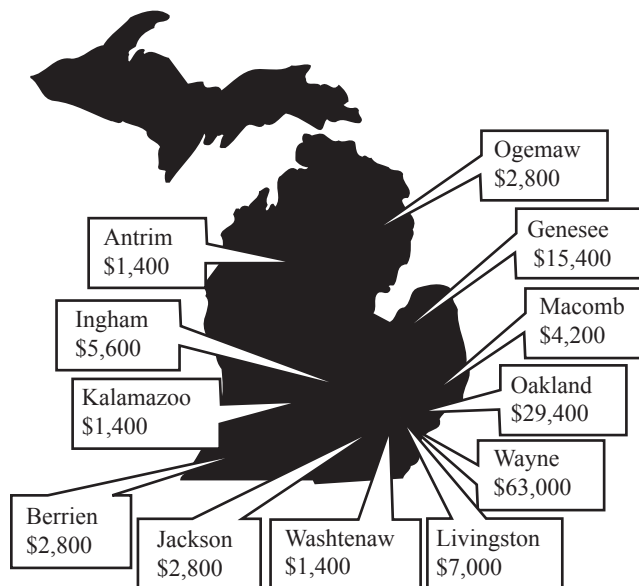 Ogemaw
$2,800
Genesee
$15,400
Antrim
$1,400
Macomb
$4,200
Ingham
$5,600
Oakland
$29,400
Kalamazoo
$1,400
Wayne
$63,000
Berrien
$2,800
Jackson
$2,800
Washtenaw
$1,400
Livingston
$7,000